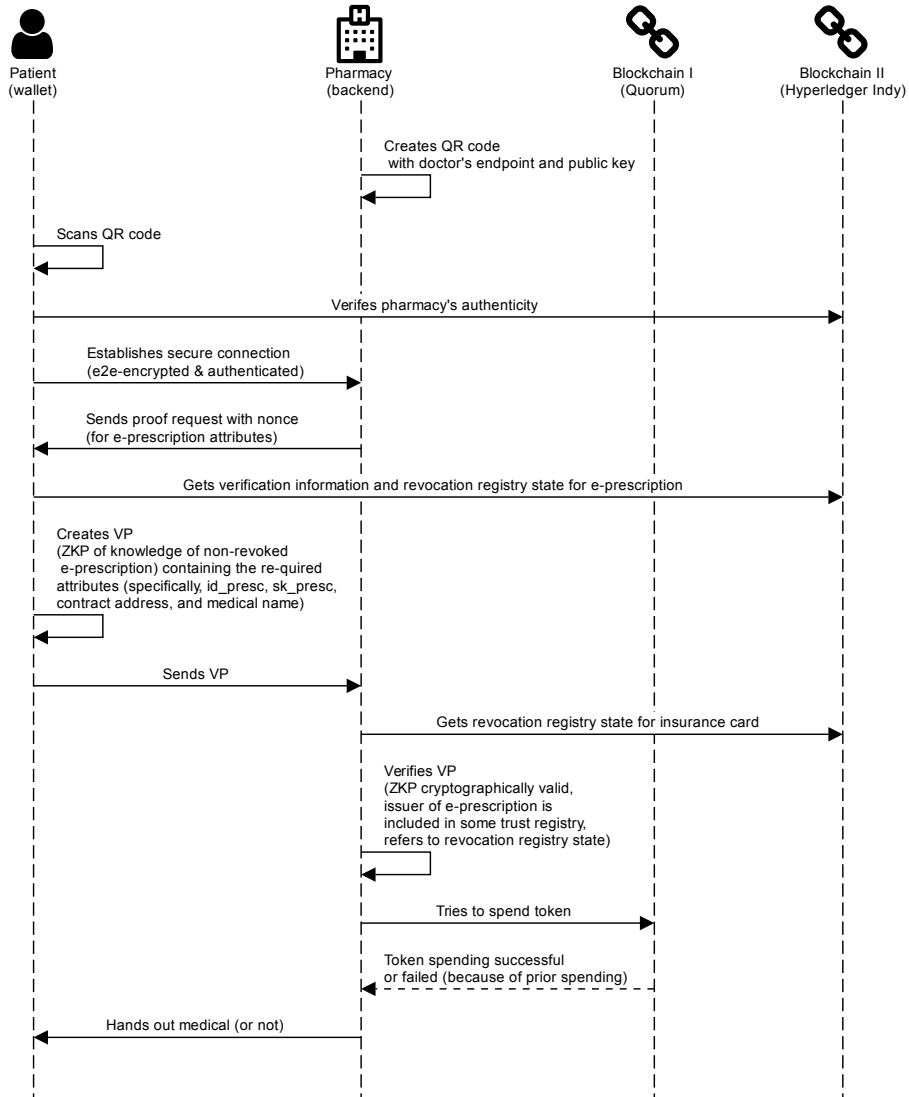 Patient
(wallet)
Pharmacy
(backend)
Blockchain I
(Quorum)
Blockchain II
(Hyperledger Indy)
Creates QR code
with doctor's endpoint and public key
Scans QR code
Verifes pharmacy's authenticity
Establishes secure connection
(e2e-encrypted & authenticated)
Sends proof request with nonce
(for e-prescription attributes)
Gets verification information and revocation registry state for e-prescription
Creates VP
(ZKP of knowledge of non-revoked
e-prescription) containing the re-quired
attributes (specifically, id_presc, sk_presc,
contract address, and medical name)
Sends VP
Gets revocation registry state for insurance card
Verifies VP
(ZKP cryptographically valid,
issuer of e-prescription is
included in some trust registry,
refers to revocation registry state)
Tries to spend token
Token spending successful
or failed (because of prior spending)
Hands out medical (or not)